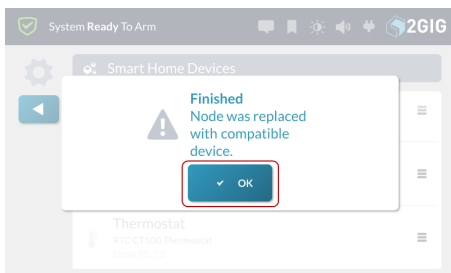 System Ready To Arm
2GIG
Smart Home Devices
Finished
Node was replaced
with compatible
device.
OK
Thermostat
RTC CT100 Thermostat